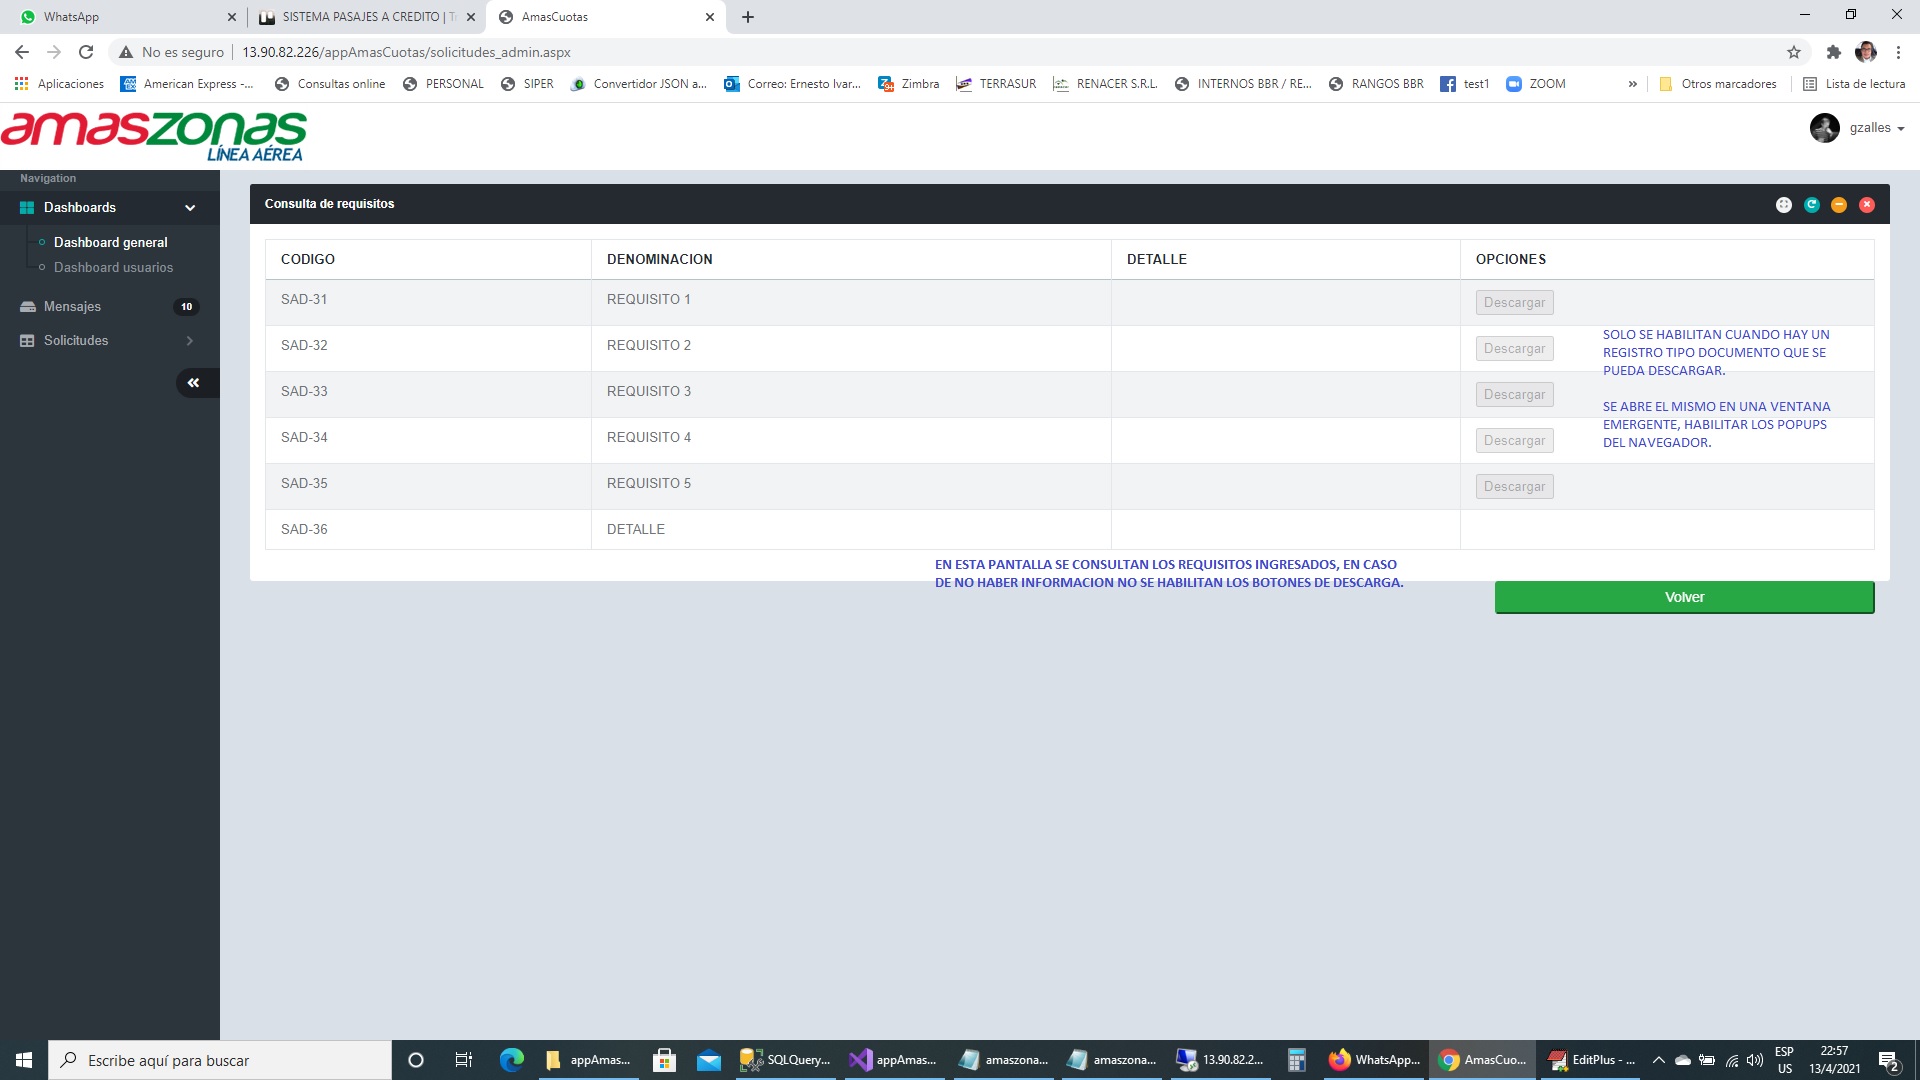 WhatsApp
SISTEMA PASAJES A CREDITO | Tr
AmasCuotas
No es seguro
13.90.82.226/appAmasCuotas/solicitudes_admin.aspx
Aplicaciones
American Express -...
Consultas online
PERSONAL
SIPER
Convertidor JSON a...
Correo: Ernesto Ivar...
Zimbra
TERRASUR
RENACER S.R.L.
INTERNOS BBR / RE...
RANGOS BBR
test1
ZOOM
»
Otros marcadores
Lista de lectura
amaszonas
LÍNEA AÉREA
gzalles
Navigation
Dashboards
Dashboard general
Dashboard usuarios
Mensajes 10
Solicitudes
Consulta de requisitos
CODIGO DENOMINACION DETALLE OPCIONES
SAD-31 REQUISITO 1 Descargar
SAD-32 REQUISITO 2 Descargar
SAD-33 REQUISITO 3 Descargar
SAD-34 REQUISITO 4 Descargar
SAD-35 REQUISITO 5 Descargar
SAD-36 DETALLE
SOLO SE HABILITAN CUANDO HAY UN
REGISTRO TIPO DOCUMENTO QUE SE
PUEDA DESCARGAR.
SE ABRE EL MISMO EN UNA VENTANA
EMERGENTE, HABILITAR LOS POPUPS
DEL NAVEGADOR.
EN ESTA PANTALLA SE CONSULTAN LOS REQUISITOS INGRESADOS, EN CASO
DE NO HABER INFORMACION NO SE HABILITAN LOS BOTONES DE DESCARGA.
Volver
Escribe aquí para buscar
appAmas...
SQLQuery...
appAmas...
amaszona...
amaszona...
13.90.82.2...
WhatsApp...
AmasCuo...
EditPlus - ...
ESP
US
22:57
13/4/2021
2